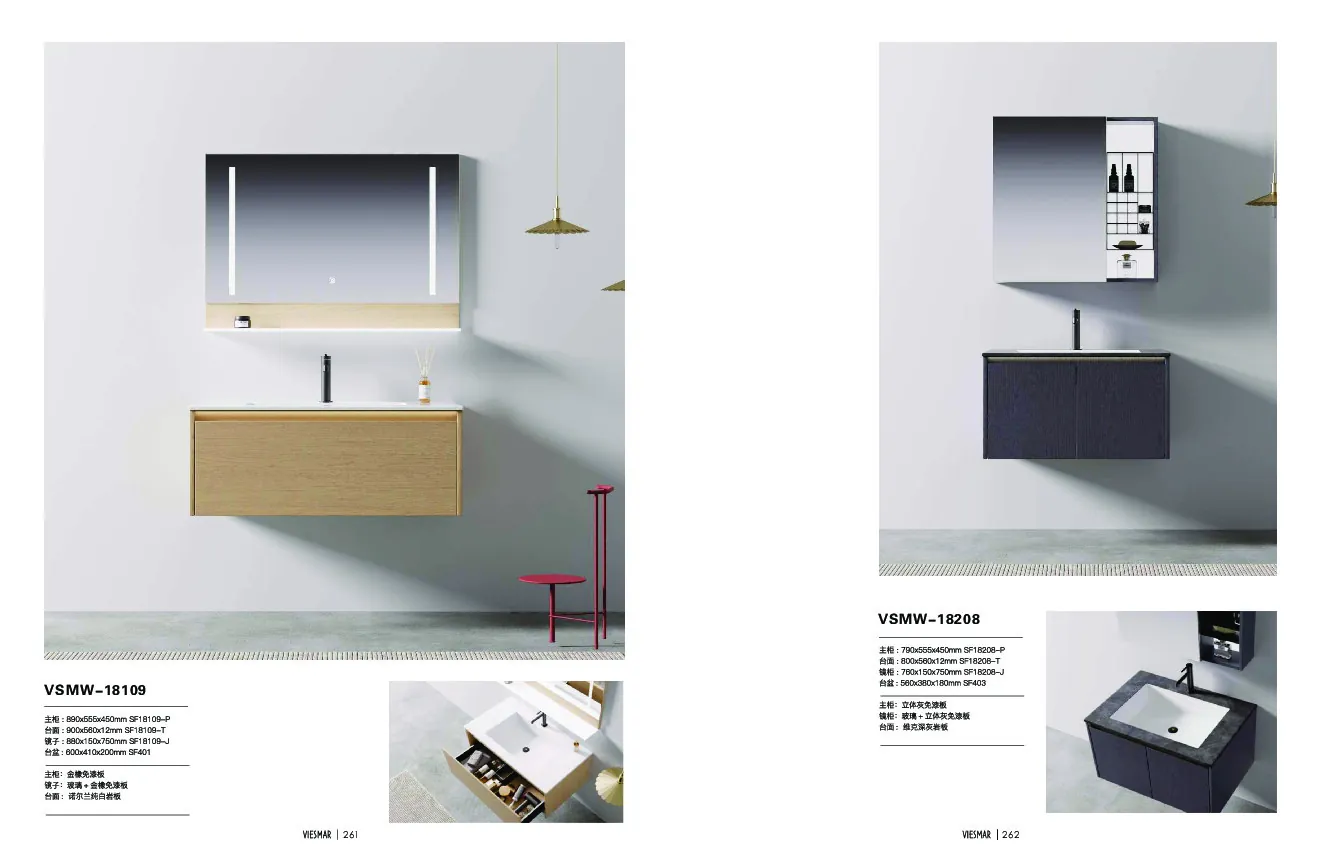 VSMW-18109
主柜：890x555x450mm SF18109-P
台面：900x560x12mm SF18109-T
镜子：880x150x750mm SF18109-J
台盆：600x410x200mm SF401
主柜：金橡免漆板
镜子：玻璃+金橡免漆板
台面：诺尔兰纯白岩板
VIESMAR | 261
VSMW-18208
主柜：790x555x450mm SF18208-P
台面：800x560x12mm SF18208-T
镜柜：760x150x750mm SF18208-J
台盆：560x380x180mm SF403
主柜：立体灰免漆板
镜柜：玻璃+立体灰免漆板
台面：维克深灰岩板
VIESMAR | 262